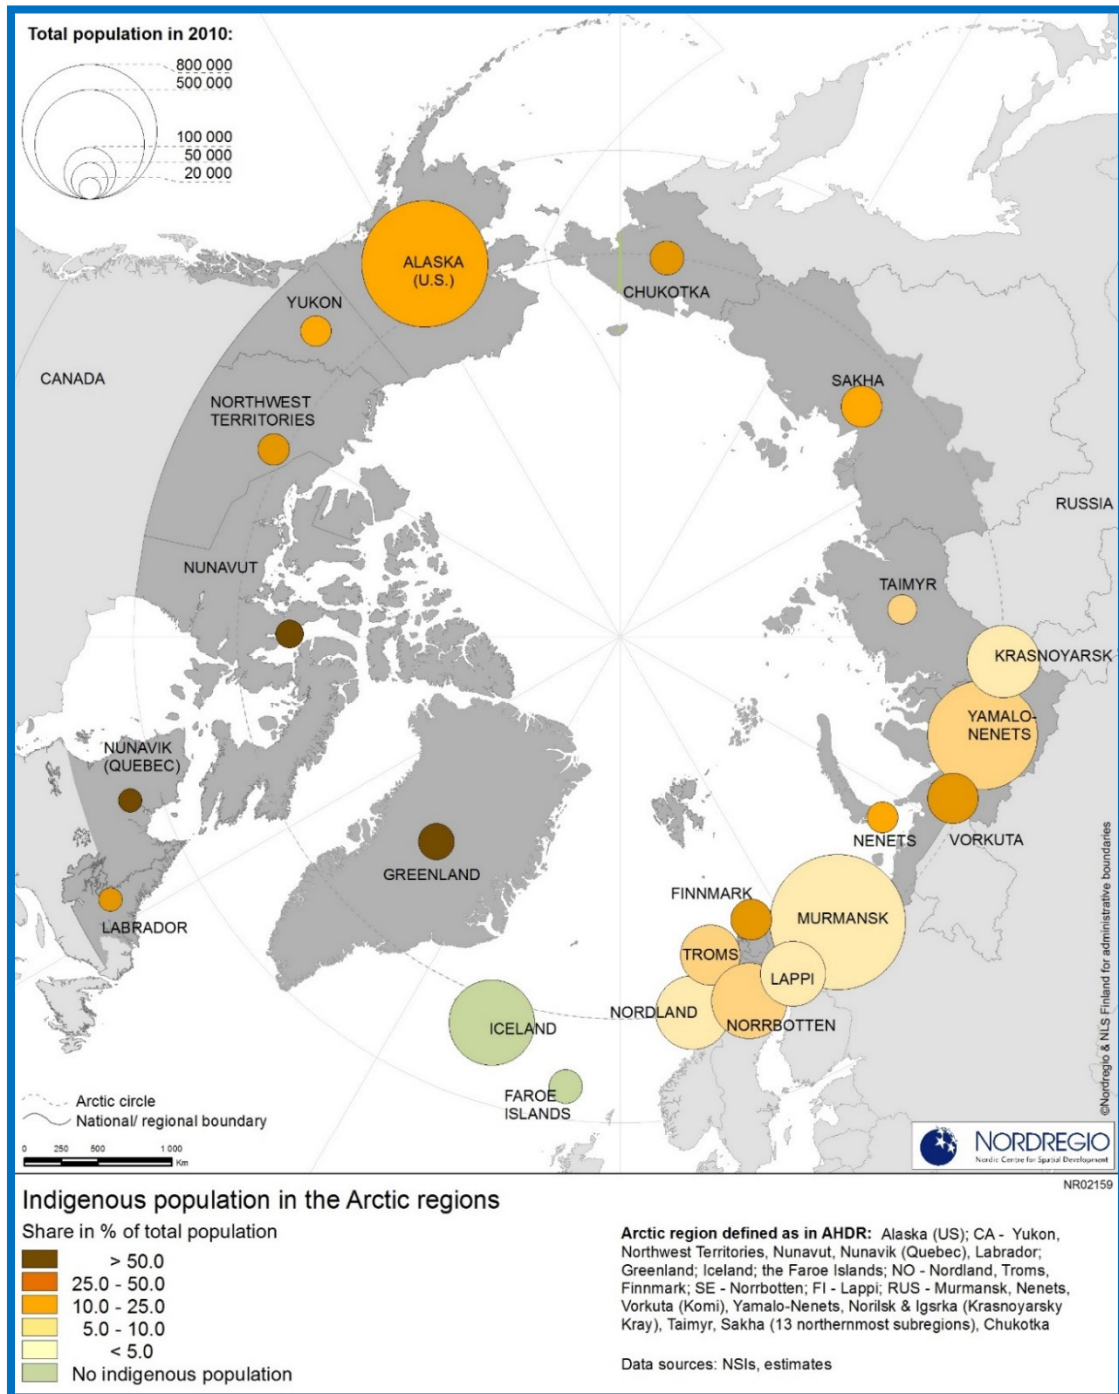 Total population in 2010:
800 000
500 000
100 000
50 000
20 000
ALASKA
(U.S.)
CHUKOTKA
YUKON
CANADA
SAKHA
NORTHWEST
TERRITORIES
RUSSIA
NUNAVUT
TAIMYR
KRASNOYARSK
YAMALO-
NENETS
NUNAVIK
(QUEBEC)
NENETS
VORKUTA
GREENLAND
FINNMARK
MURMANSK
LABRADOR
TROMS
LAPPI
NORDLAND
NORRBOTTEN
ICELAND
FAROE
ISLANDS
Arctic circle
National/ regional boundary
0 250 500 1 000
Km
©Nordregio & NLS Finland for administrative boundaries
NORDREGIO
Nordic Centre for Spatial Development
NR02159
Indigenous population in the Arctic regions
Share in % of total population
> 50.0
25.0 - 50.0
10.0 - 25.0
5.0 - 10.0
< 5.0
No indigenous population
Arctic region defined as in AHDR: Alaska (US); CA - Yukon,
Northwest Territories, Nunavut, Nunavik (Quebec), Labrador;
Greenland; Iceland; the Faroe Islands; NO - Nordland, Troms,
Finnmark; SE - Norrbotten; FI - Lappi; RUS - Murmansk, Nenets,
Vorkuta (Komi), Yamalo-Nenets, Norilsk & Igsrka (Krasnoyarsky
Kray), Taimyr, Sakha (13 northernmost subregions), Chukotka
Data sources: NSIs, estimates